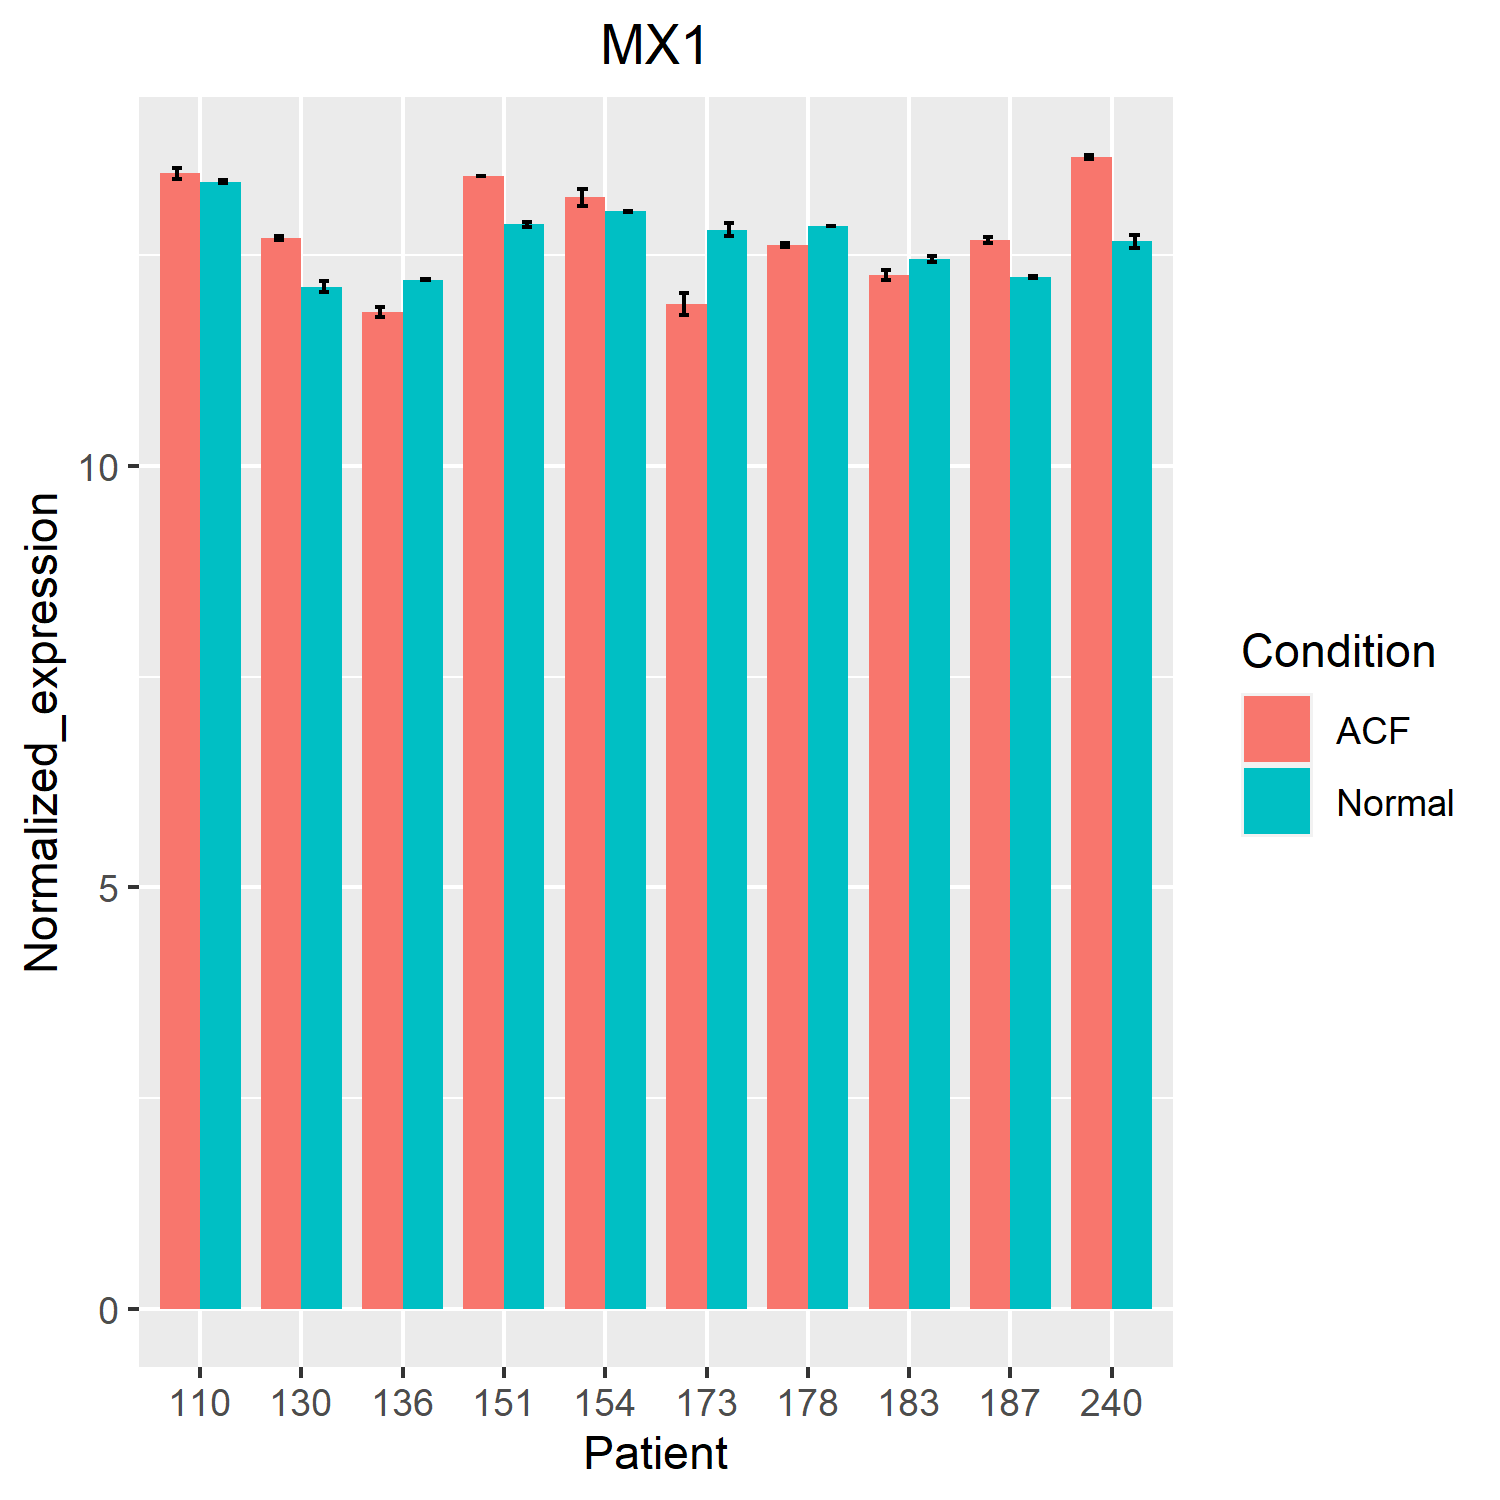 MX1
Normalized_expression
10
5
0
110 130 136 151 154 173 178 183 187 240
Patient
Condition
ACF
Normal